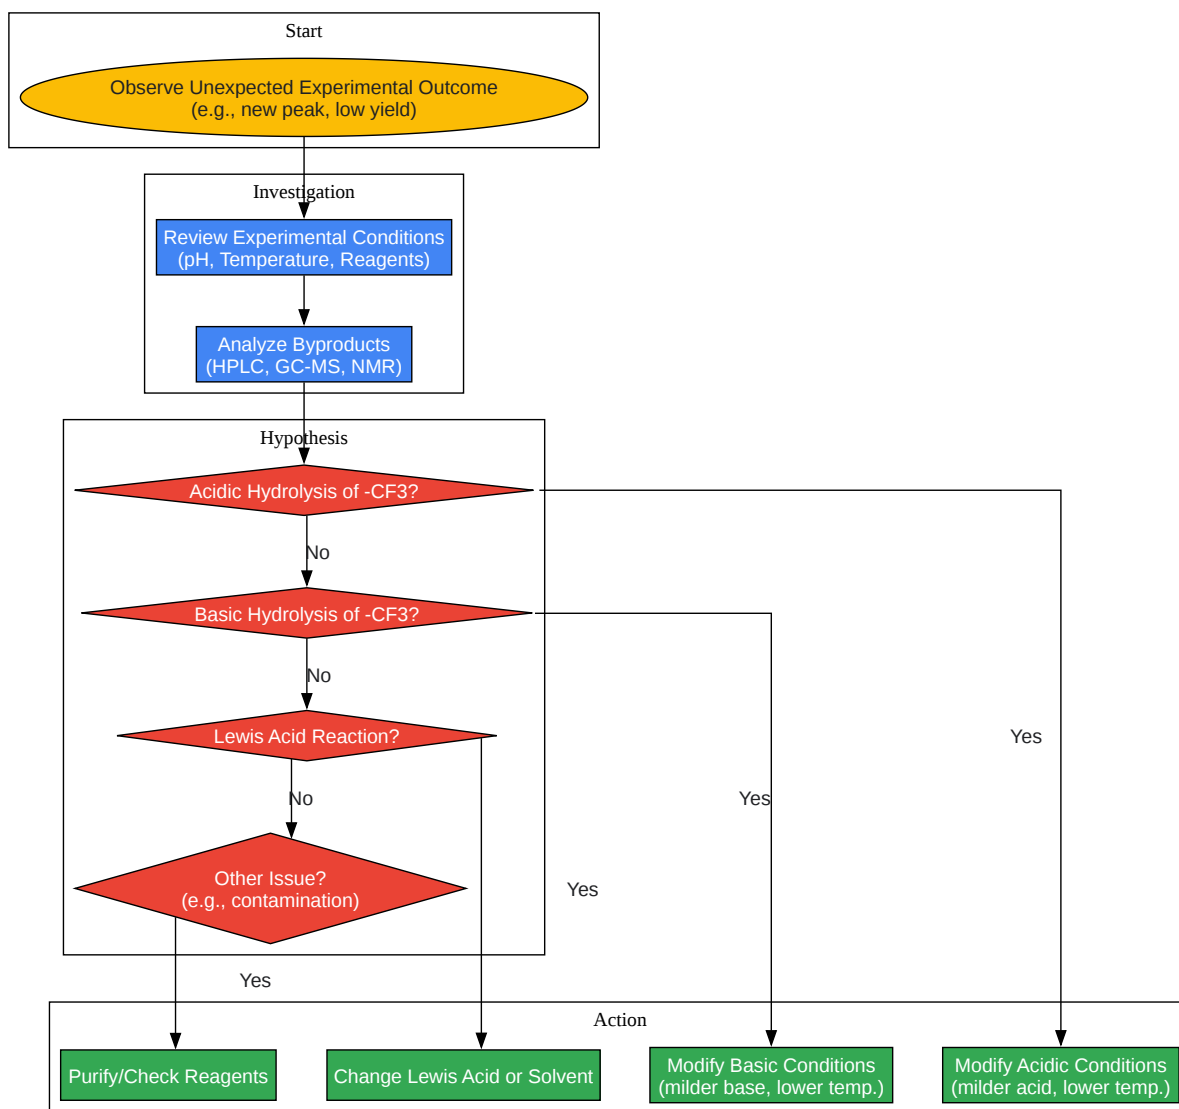 Start
Observe Unexpected Experimental Outcome
(e.g., new peak, low yield)
Investigation
Review Experimental Conditions
(pH, Temperature, Reagents)
Analyze Byproducts
(HPLC, GC-MS, NMR)
Hypothesis
Acidic Hydrolysis of -CF3?
No
Basic Hydrolysis of -CF3?
No
Lewis Acid Reaction?
Yes
No
Yes
Other Issue?
(e.g., contamination)
Yes
Yes
Action
Purify/Check Reagents
Change Lewis Acid or Solvent
Modify Basic Conditions
(milder base, lower temp.)
Modify Acidic Conditions
(milder acid, lower temp.)